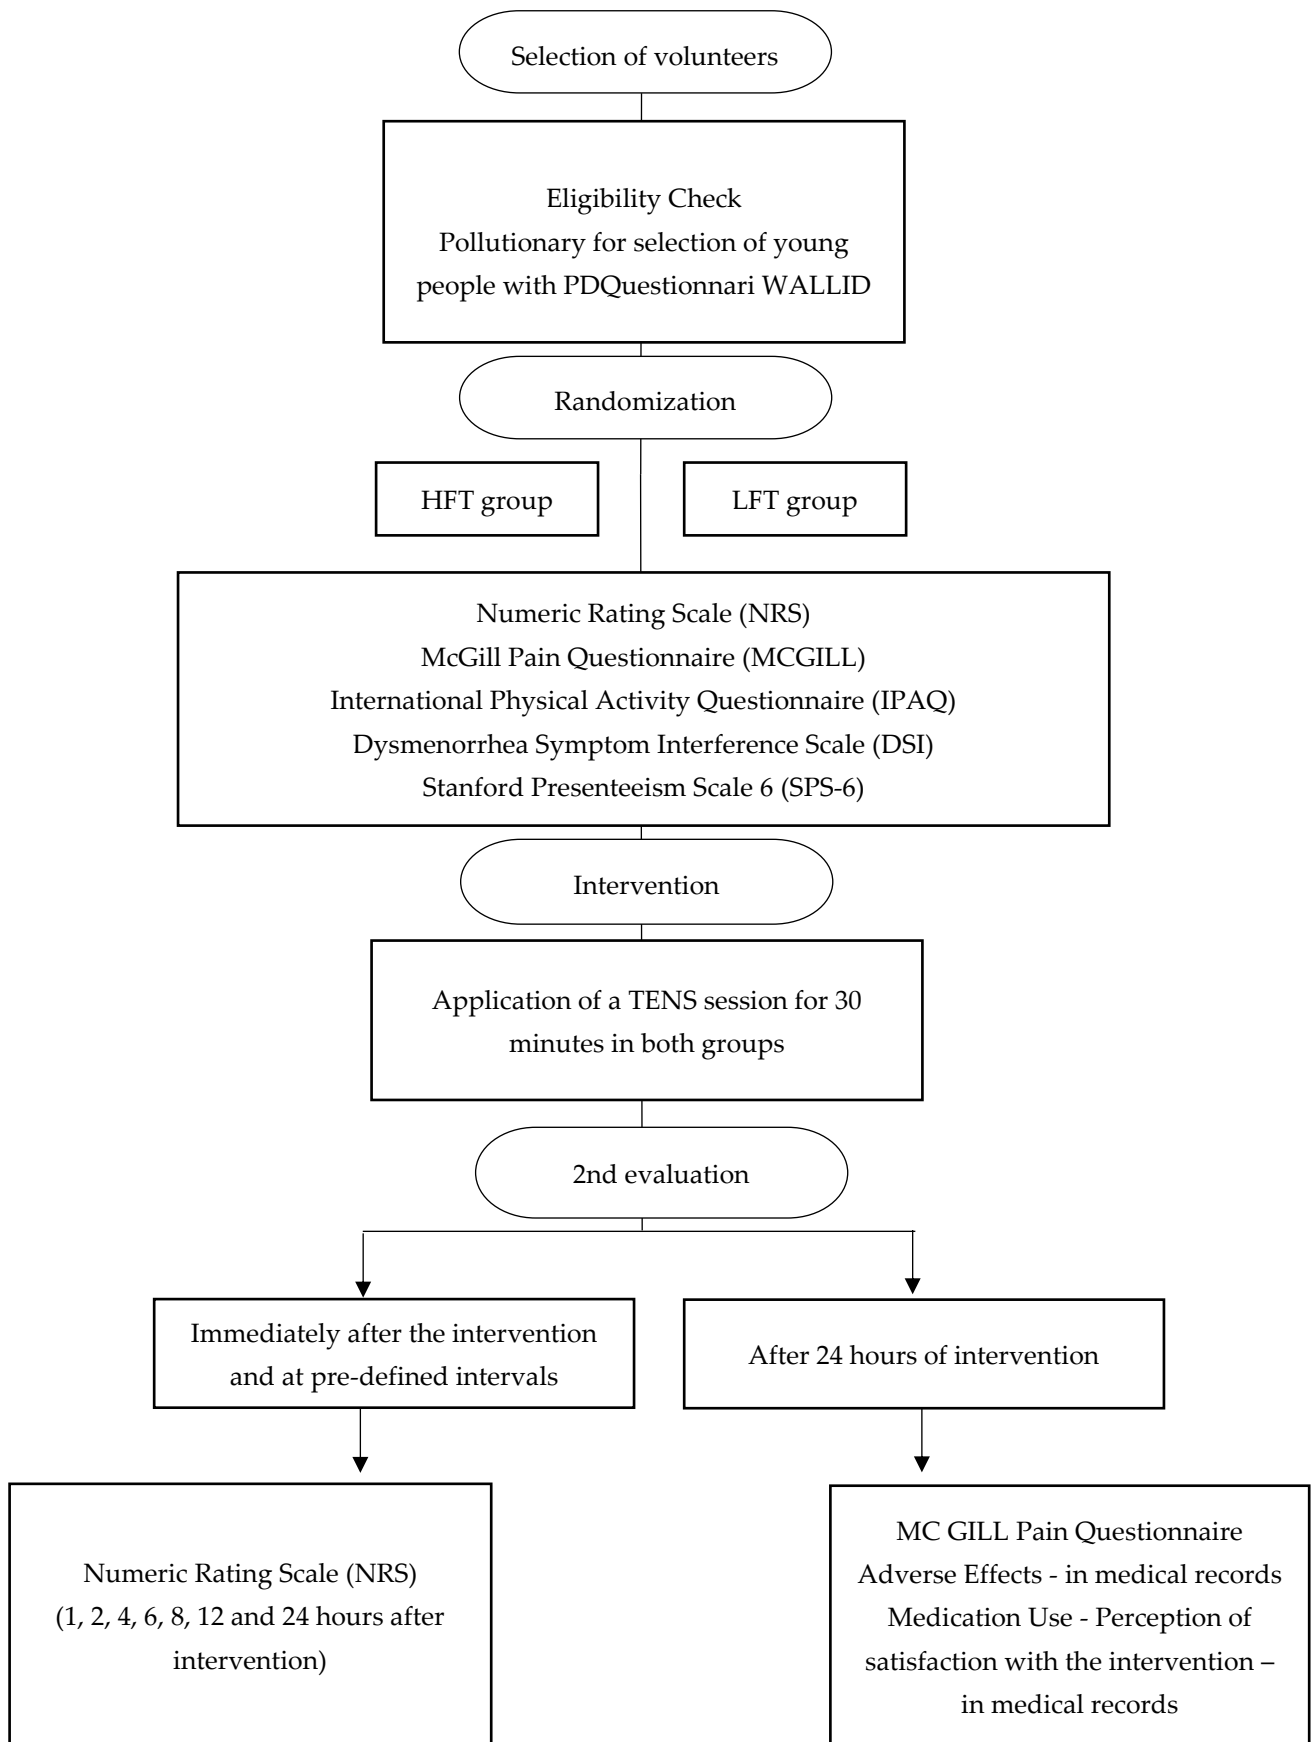 Selection of volunteers
Eligibility Check
Pollutionary for selection of young
people with PDQuestionnari WALLID
Randomization
HFT group
LFT group
Numeric Rating Scale (NRS)
McGill Pain Questionnaire (MCGILL)
International Physical Activity Questionnaire (IPAQ)
Dysmenorrhea Symptom Interference Scale (DSI)
Stanford Presenteeism Scale 6 (SPS-6)
Intervention
Application of a TENS session for 30
minutes in both groups
2nd evaluation
Immediately after the intervention
and at pre-defined intervals
After 24 hours of intervention
Numeric Rating Scale (NRS)
(1, 2, 4, 6, 8, 12 and 24 hours after
intervention)
MC GILL Pain Questionnaire
Adverse Effects - in medical records
Medication Use - Perception of
satisfaction with the intervention –
in medical records